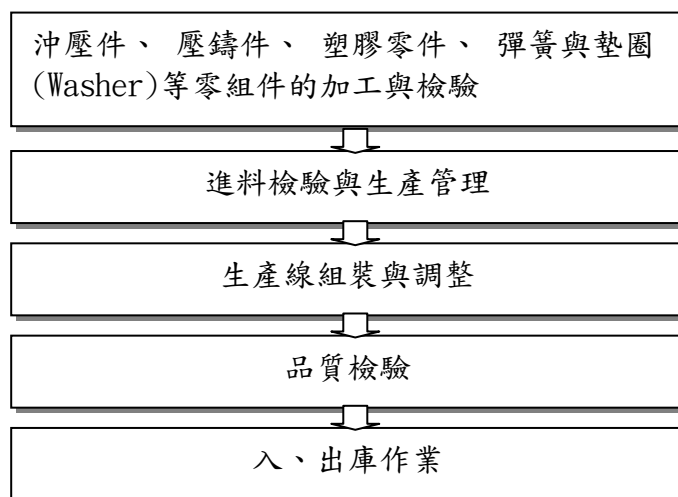 沖壓件、 壓鑄件、 塑膠零件、 彈簧與墊圈
(Washer)等零組件的加工與檢驗
進料檢驗與生產管理
生產線組裝與調整
品質檢驗
入、出庫作業